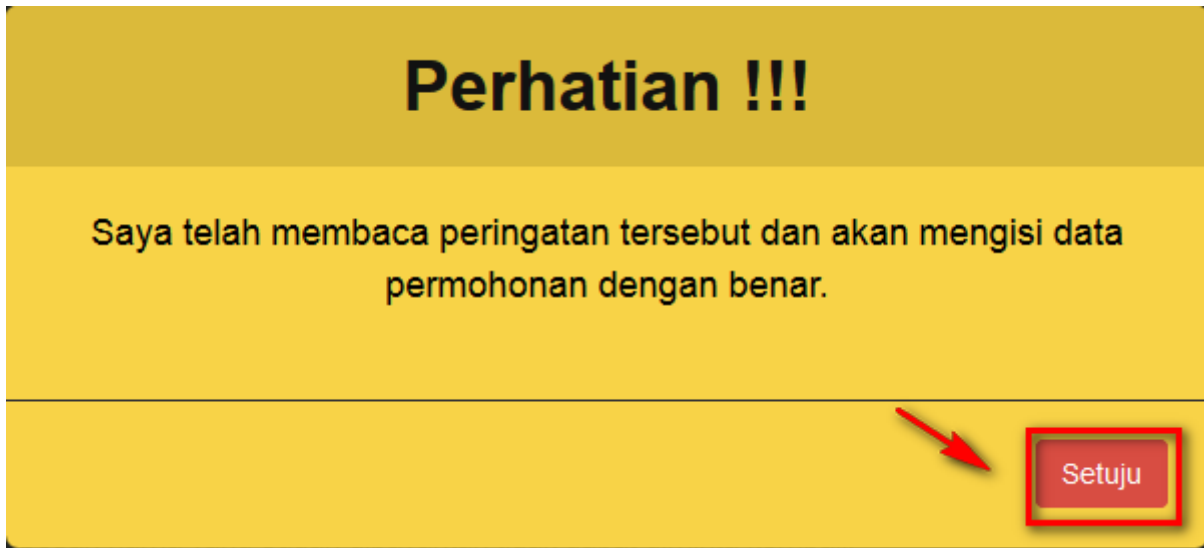 Perhatian !!!
Saya telah membaca peringatan tersebut dan akan mengisi data
permohonan dengan benar.
Setuju